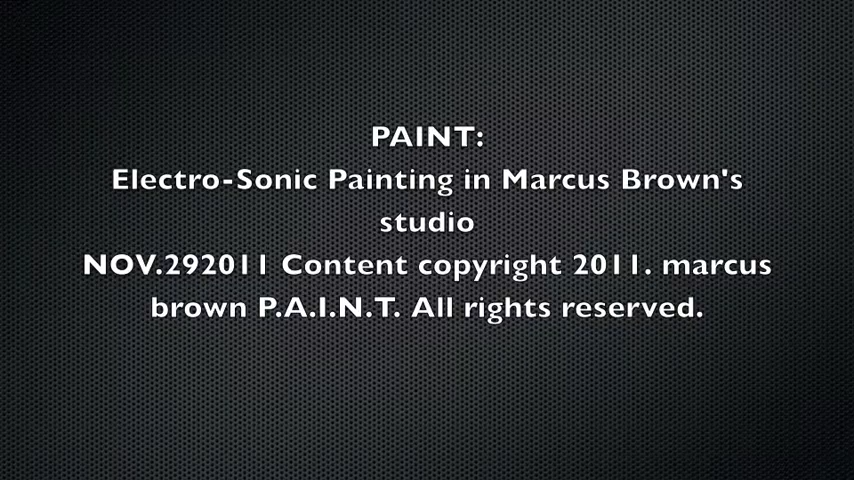 PAINT:
Electro-Sonic Painting in Marcus Brown's
studio
NOV.292011 Content copyright 2011. marcus
brown P.A.I.N.T. All rights reserved.